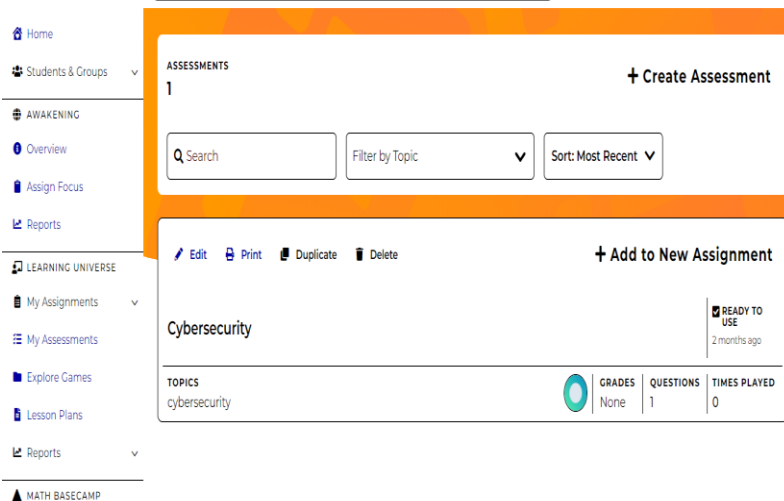 Home
Students & Groups
AWAKENING
Overview
Assign Focus
Reports
LEARNING UNIVERSE
My Assignments
My Assessments
Explore Games
Lesson Plans
Reports
MATH BASECAMP
ASSESSMENTS
1
+ Create Assessment
Search
Filter by Topic
Sort: Most Recent
Edit Print Duplicate Delete
+ Add to New Assignment
Cybersecurity
READY TO
USE
2 months ago
TOPICS
cybersecurity
GRADES
None
QUESTIONS
1
TIMES PLAYED
0